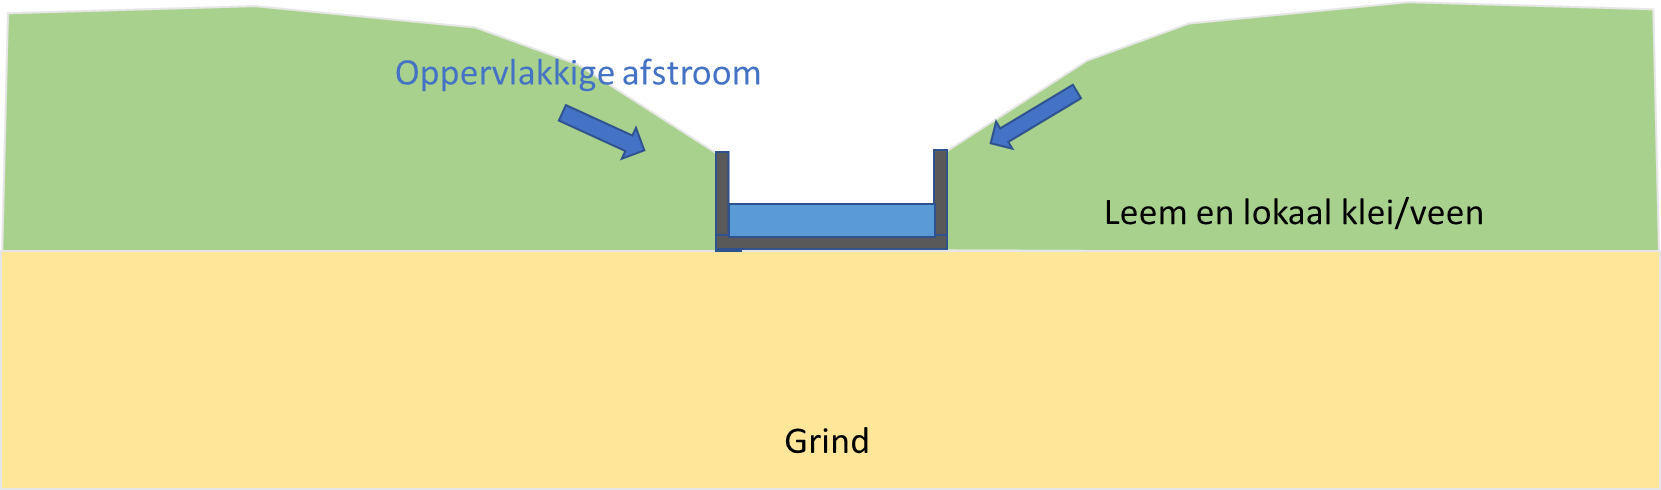 Oppervlakkige afstroom
Leem en lokaal klei/veen
Grind